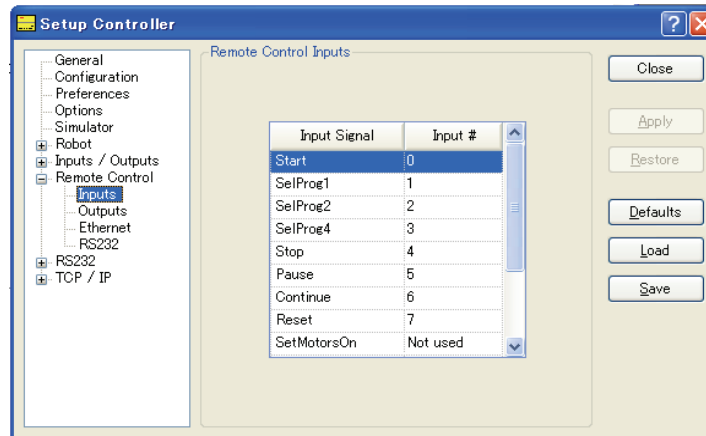 Setup Controller
General
Configuration
Preferences
Options
Simulator
Robot
Inputs / Outputs
Remote Control
Inputs
Outputs
Ethernet
RS232
RS232
TCP / IP
Remote Control Inputs
Input Signal Input #
Start 0
SelProg1 1
SelProg2 2
SelProg4 3
Stop 4
Pause 5
Continue 6
Reset 7
SetMotorsOn Not used
Close
Apply
Restore
Defaults
Load
Save